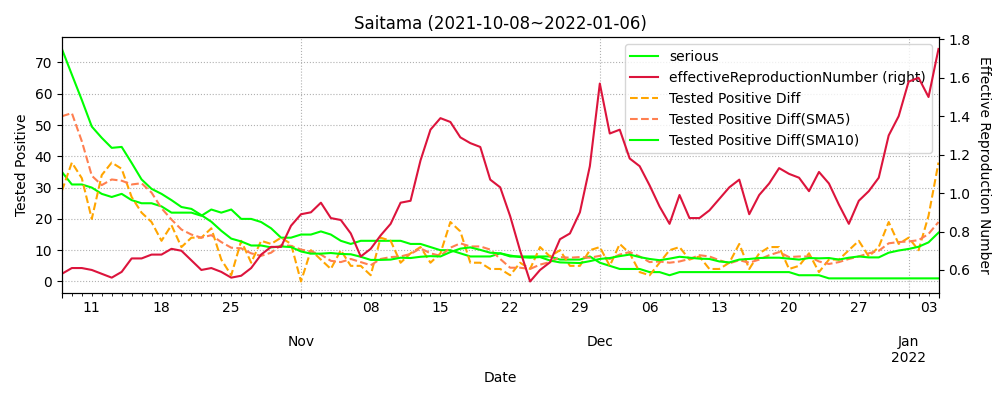 Saitama (2021-10-08~2022-01-06)
serious
effectiveReproductionNumber (right)
Tested Positive Diff
Tested Positive Diff(SMA5)
Tested Positive Diff(SMA10)
Tested Positive
70
60
50
40
30
20
10
0
1.8
1.6
1.4
1.2
1.0
0.8
0.6
Effective Reproduction Number
11 18 25 08 15 22 29 06 13 20 27 03
Nov Dec Jan
2022
Date